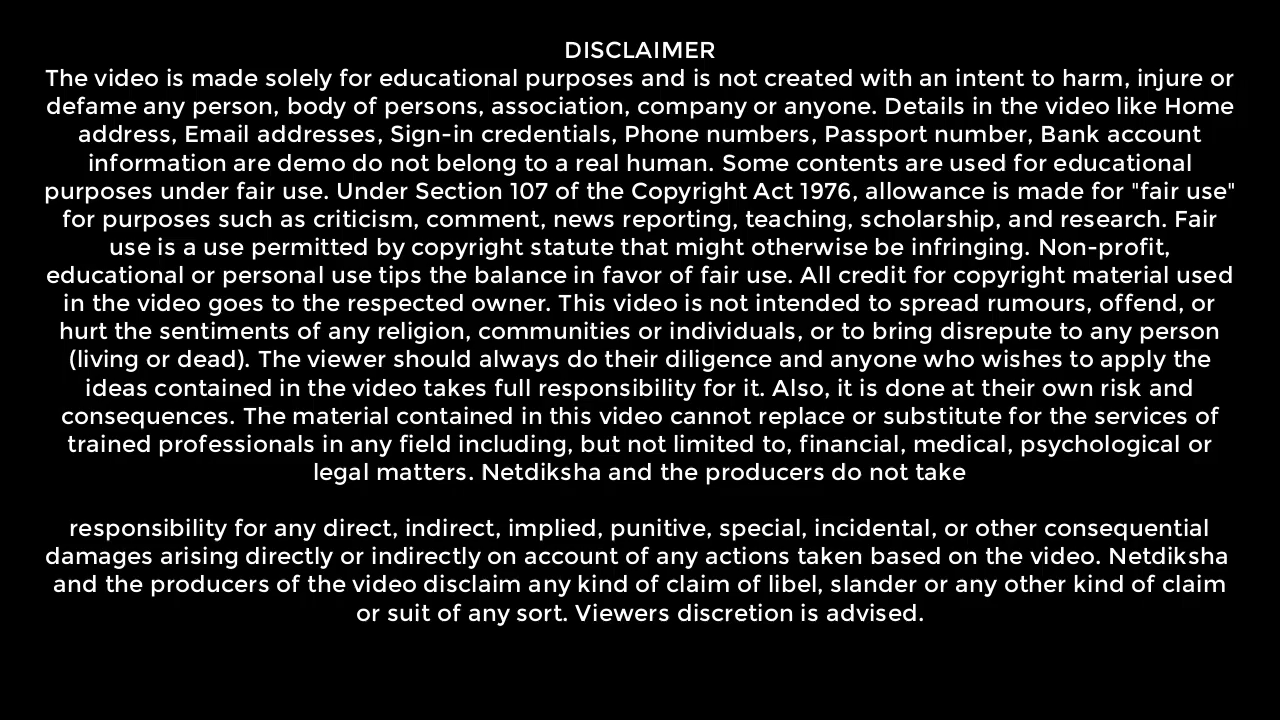 DISCLAIMER
The video is made solely for educational purposes and is not created with an intent to harm, injure or
defame any person, body of persons, association, company or anyone. Details in the video like Home
address, Email addresses, Sign-in credentials, Phone numbers, Passport number, Bank account
information are demo do not belong to a real human. Some contents are used for educational
purposes under fair use. Under Section 107 of the Copyright Act 1976, allowance is made for "fair use"
for purposes such as criticism, comment, news reporting, teaching, scholarship, and research. Fair
use is a use permitted by copyright statute that might otherwise be infringing. Non-profit,
educational or personal use tips the balance in favor of fair use. All credit for copyright material used
in the video goes to the respected owner. This video is not intended to spread rumours, offend, or
hurt the sentiments of any religion, communities or individuals, or to bring disrepute to any person
(living or dead). The viewer should always do their diligence and anyone who wishes to apply the
ideas contained in the video takes full responsibility for it. Also, it is done at their own risk and
consequences. The material contained in this video cannot replace or substitute for the services of
trained professionals in any field including, but not limited to, financial, medical, psychological or
legal matters. Netdiksha and the producers do not take
responsibility for any direct, indirect, implied, punitive, special, incidental, or other consequential
damages arising directly or indirectly on account of any actions taken based on the video. Netdiksha
and the producers of the video disclaim any kind of claim of libel, slander or any other kind of claim
or suit of any sort. Viewers discretion is advised.